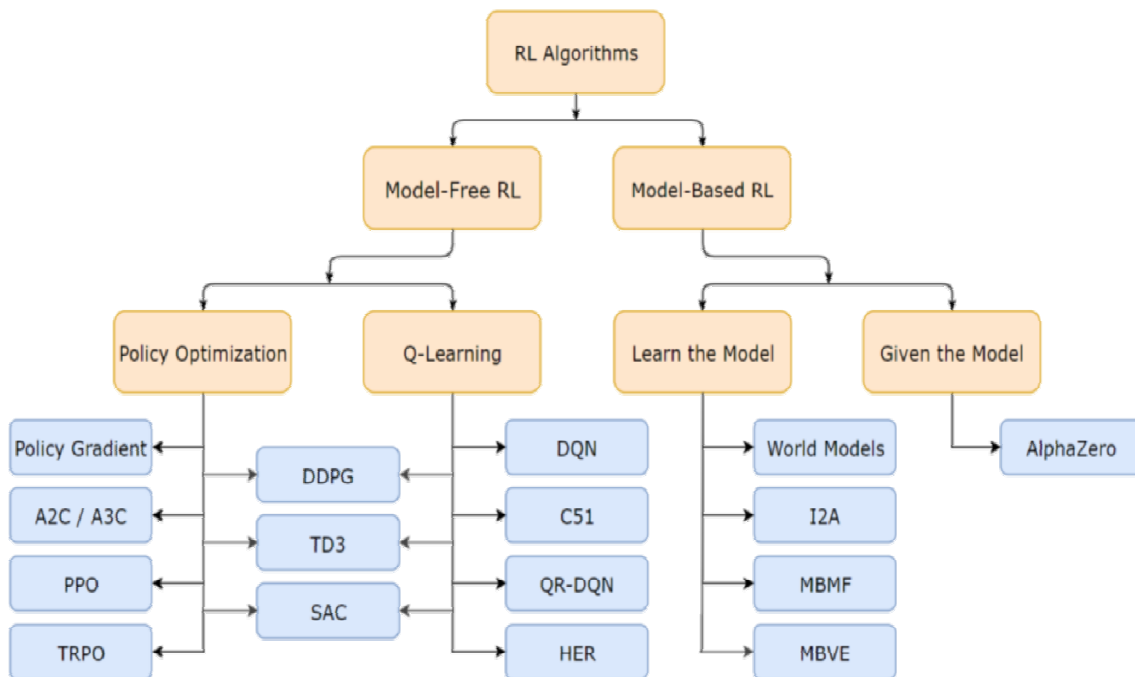 RL Algorithms
Model-Free RL
Model-Based RL
Policy Optimization
Q-Learning
Learn the Model
Given the Model
Policy Gradient
DDPG
DQN
World Models
AlphaZero
A2C / A3C
TD3
C51
I2A
PPO
SAC
QR-DQN
MBMF
TRPO
HER
MBVE